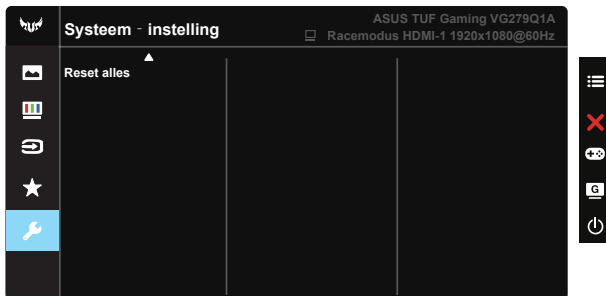 Systeem - instelling
ASUS TUF Gaming VG279Q1A
Racemodus HDMI-1 1920x1080@60Hz
Reset alles
G